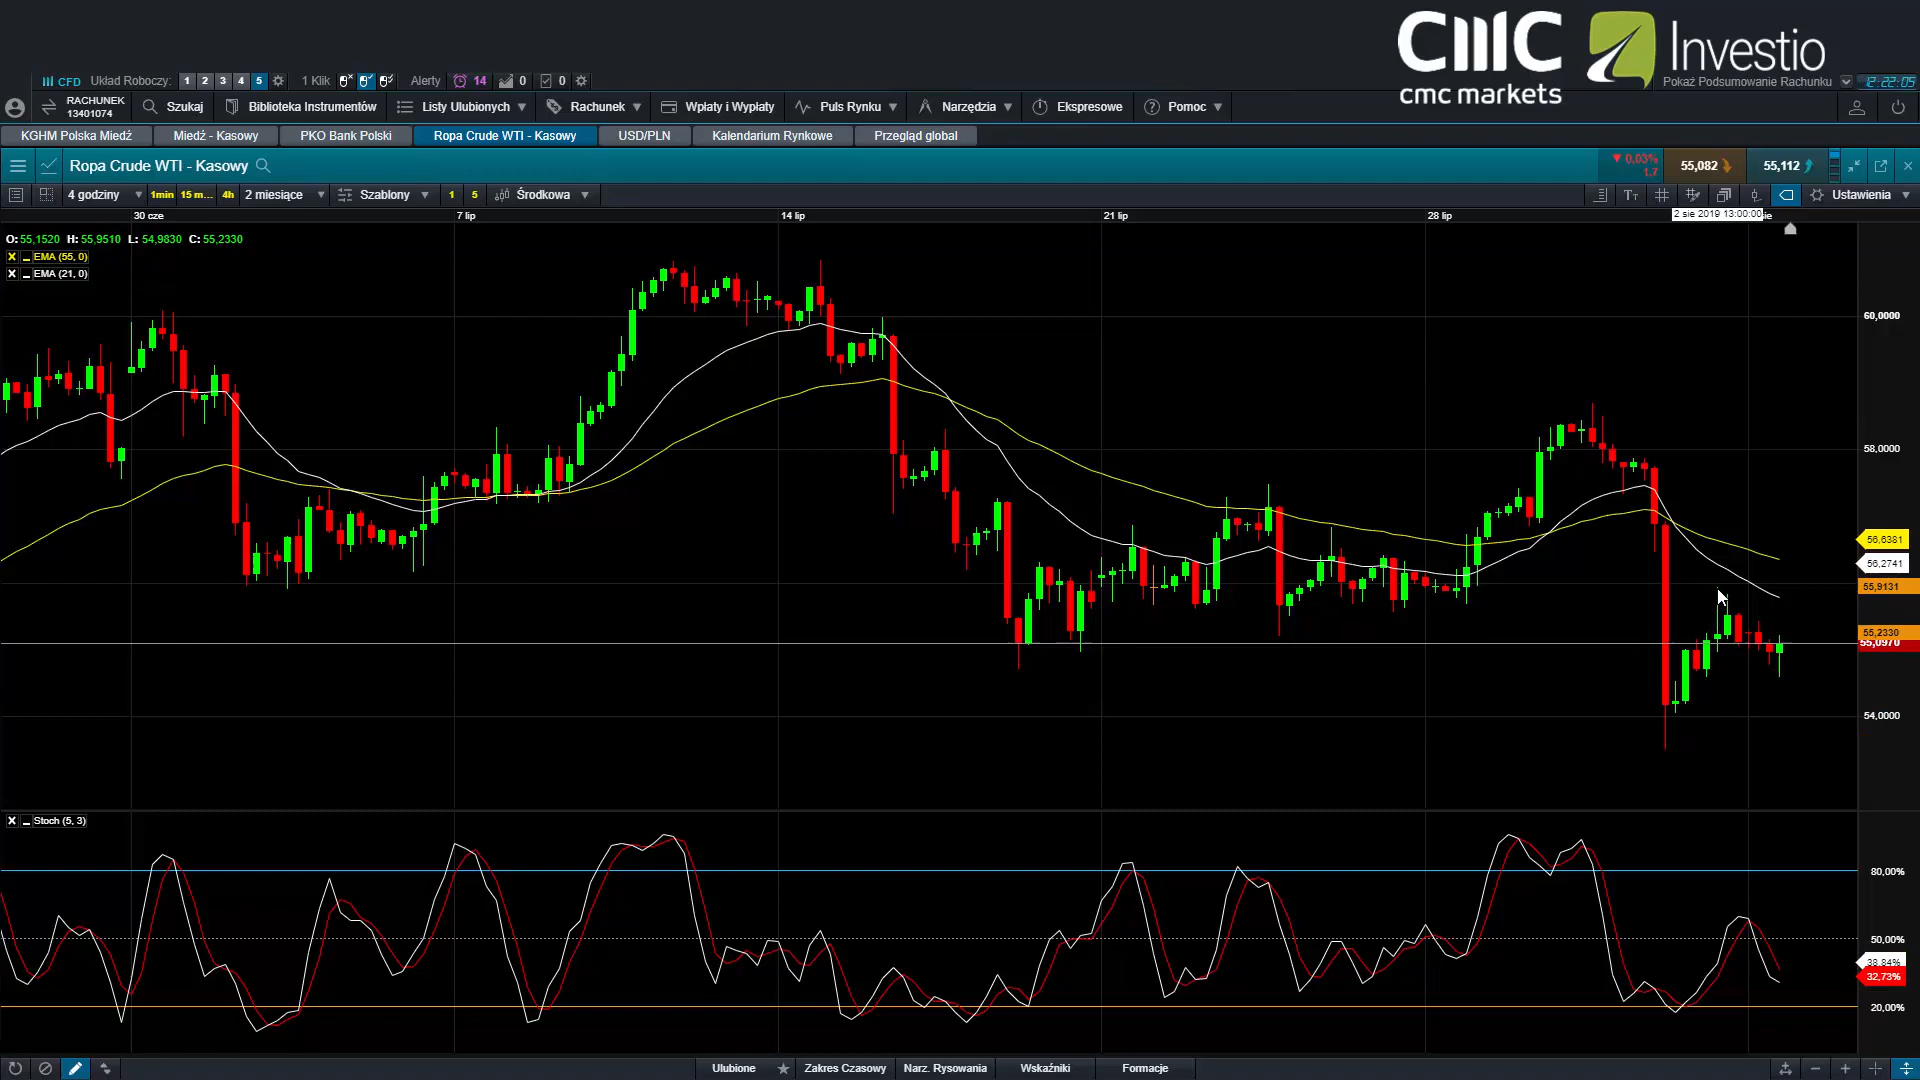 cmc markets
Investio
CFD Układ Roboczy: 1 2 3 4 5 1 Klik Alerty 14 0 0 Pokaż Podsumowanie Rachunku 12:22:05
RACHUNEK
13401074
Szukaj Biblioteka Instrumentów Listy Ulubionych Rachunek Wpłaty i Wypłaty Puls Rynku Narzędzia Ekspresowe Pomoc
KGHM Polska Miedź Miedź - Kasowy PKO Bank Polski Ropa Crude WTI - Kasowy USD/PLN Kalendarium Rynkowe Przegląd global
Ropa Crude WTI - Kasowy 0,03% 1.7 55,082 55,112
4 godziny 1min 15 m... 4h 2 miesiące Szablony 1 5 Środkowa Ustawienia
30 cze 7 lip 14 lip 21 lip 28 lip 2 sie 2019 13:00:00 sie
O: 55,1520 H: 55,9510 L: 54,9830 C: 55,2330
EMA (55, 0)
EMA (21, 0)
60,0000
58,0000
56,6381
56,2741
55,9131
55,2330
55,0970
54,0000
Stoch (5, 3)
80,00%
50,00%
38,84%
32,73%
20,00%
Ulubione Zakres Czasowy Narz. Rysowania Wskaźniki Formacje